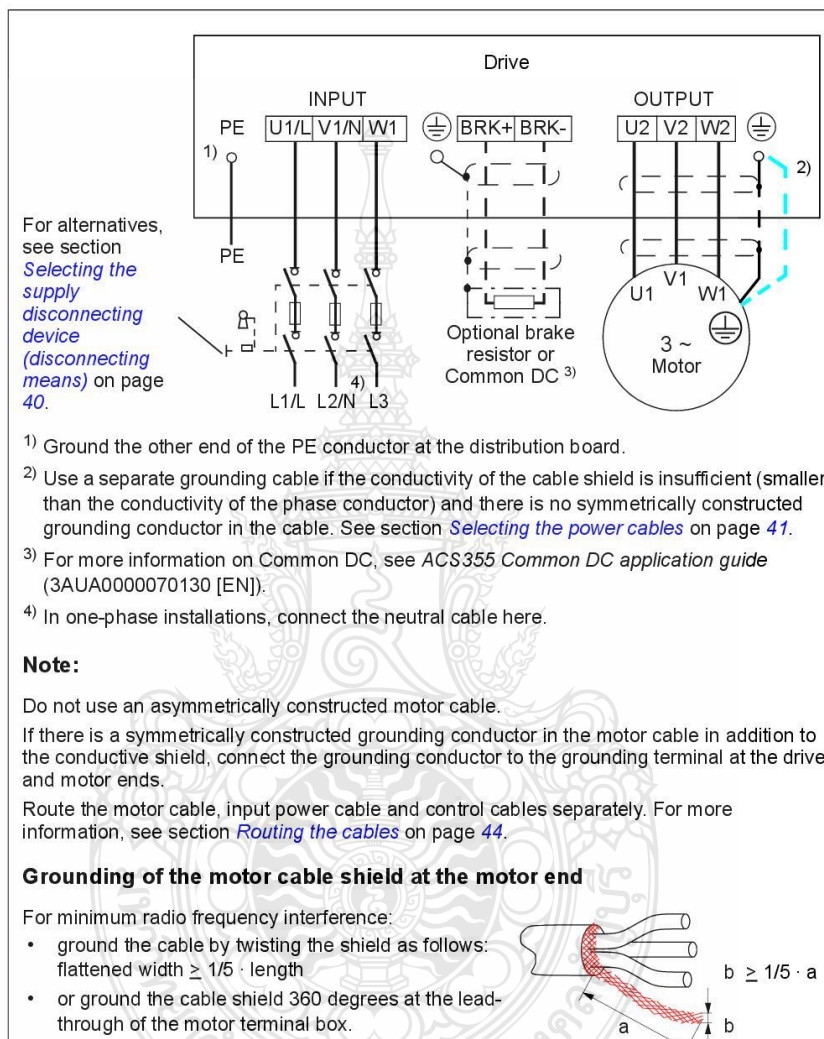 Drive
INPUT
OUTPUT
PE
U1/L V1/N W1
BRK+ BRK-
U2 V2 W2
1)
2)
For alternatives,
see section
Selecting the
supply
disconnecting
device
(disconnecting
means) on page
40.
PE
4)
L1/L L2/N L3
Optional brake
resistor or
Common DC 3)
U1
V1
W1
3 ~
Motor
1) Ground the other end of the PE conductor at the distribution board.
2) Use a separate grounding cable if the conductivity of the cable shield is insufficient (smaller
than the conductivity of the phase conductor) and there is no symmetrically constructed
grounding conductor in the cable. See section Selecting the power cables on page 41.
3) For more information on Common DC, see ACS355 Common DC application guide
(3AUA0000070130 [EN]).
4) In one-phase installations, connect the neutral cable here.
Note:
Do not use an asymmetrically constructed motor cable.
If there is a symmetrically constructed grounding conductor in the motor cable in addition to
the conductive shield, connect the grounding conductor to the grounding terminal at the drive
and motor ends.
Route the motor cable, input power cable and control cables separately. For more
information, see section Routing the cables on page 44.
Grounding of the motor cable shield at the motor end
For minimum radio frequency interference:
• ground the cable by twisting the shield as follows:
flattened width ≥ 1/5 · length
• or ground the cable shield 360 degrees at the lead-
through of the motor terminal box.
b ≥ 1/5 · a
a
b